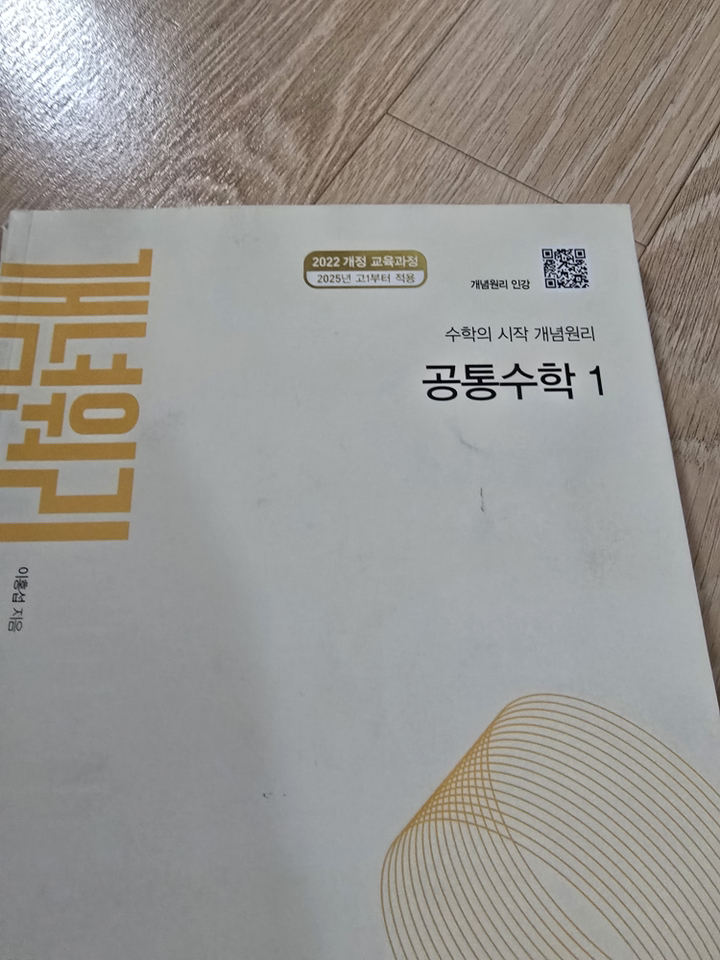 2022 개정 교육과정
2025년 고1부터 적용
개념원리 인강
수학의 시작 개념원리
공통수학 1
개념원리
이홍섭 지음